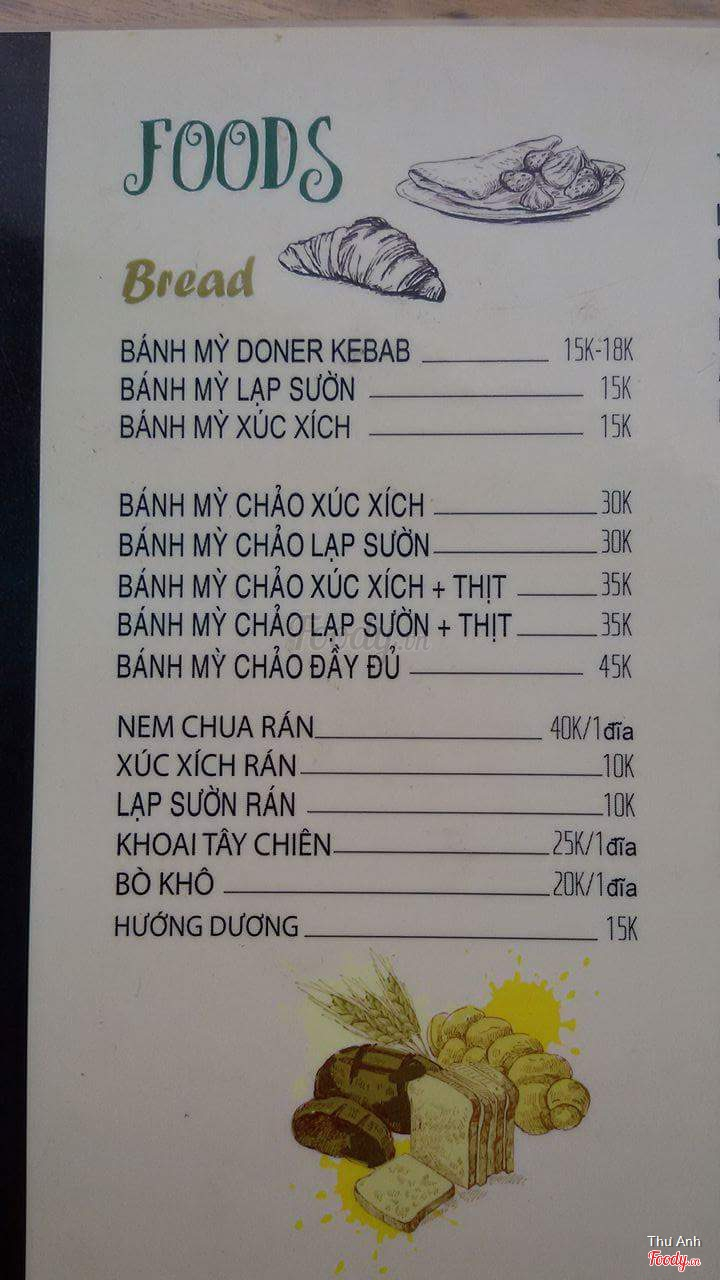 FOODS
Bread
BÁNH MỲ DONER KEBAB 15K-18K
BÁNH MỲ LẠP SƯỜN 15K
BÁNH MỲ XÚC XÍCH 15K
BÁNH MỲ CHẢO XÚC XÍCH 30K
BÁNH MỲ CHẢO LẠP SƯỜN 30K
BÁNH MỲ CHẢO XÚC XÍCH + THỊT 35K
BÁNH MỲ CHẢO LẠP SƯỜN + THỊT 35K
BÁNH MỲ CHẢO ĐẦY ĐỦ 45K
NEM CHUA RÁN 40K/1đĩa
XÚC XÍCH RÁN 10K
LẠP SƯỜN RÁN 10K
KHOAI TÂY CHIÊN 25K/1đĩa
BÒ KHÔ 20K/1đĩa
HƯỚNG DƯƠNG 15K
Foody.vn
Thư Anh
Foody.vn